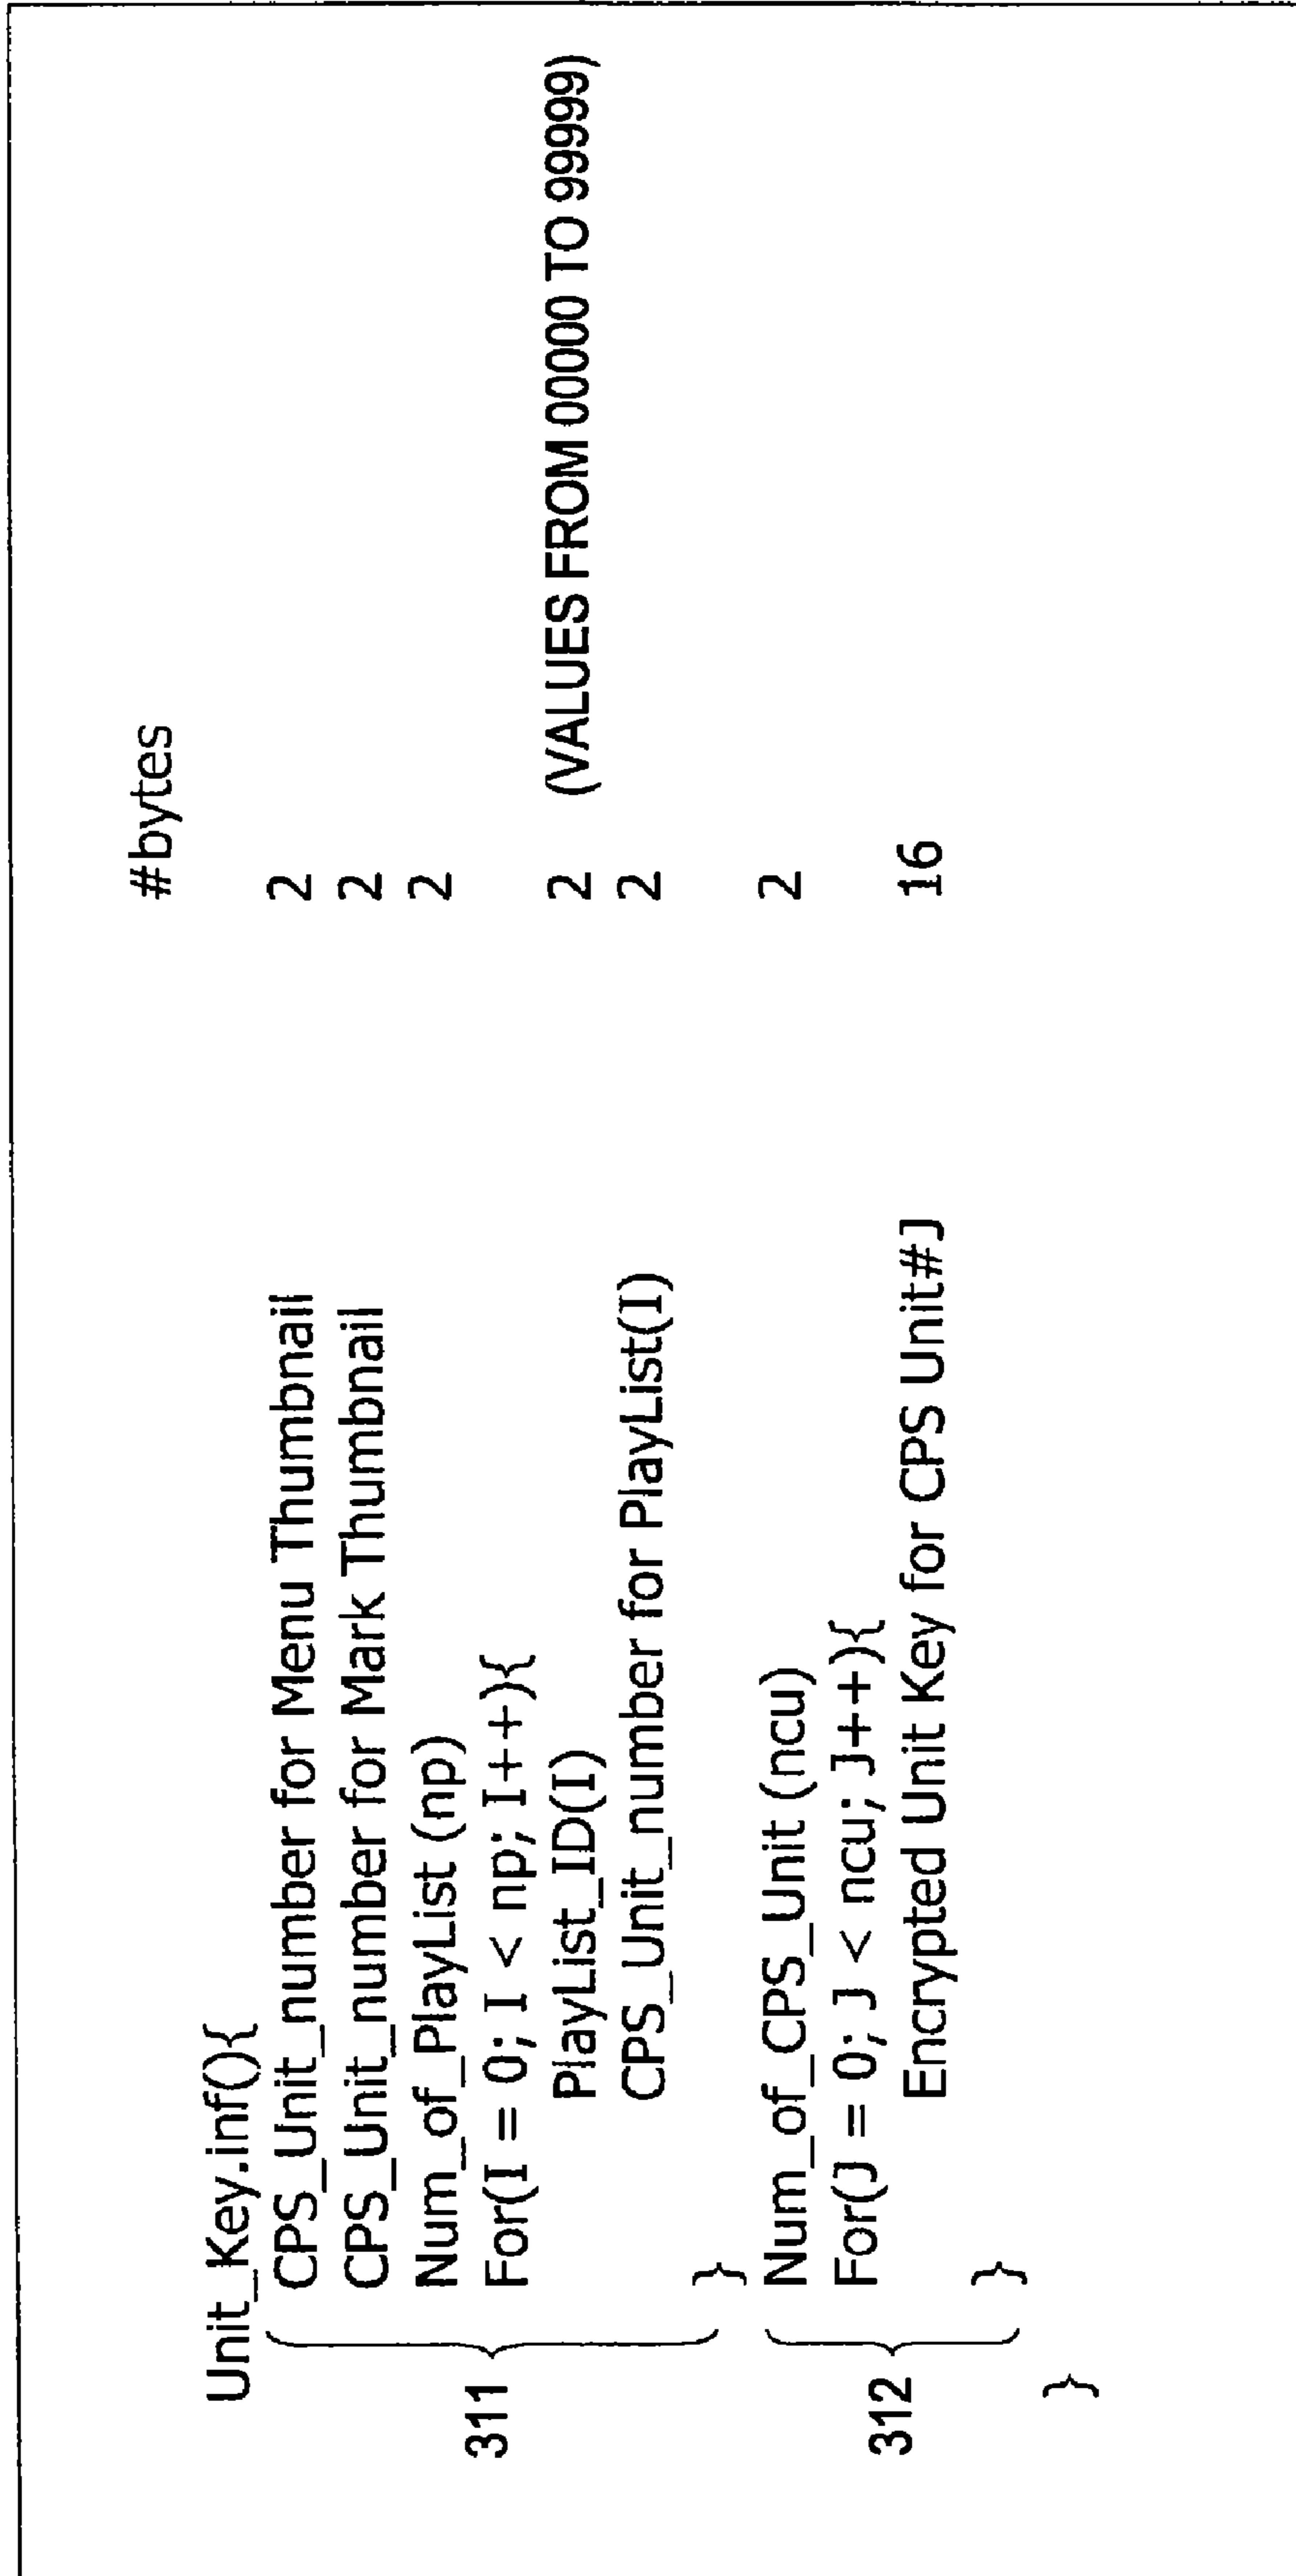 #bytes
Unit_Key.inf(){
CPS_Unit_number for Menu Thumbnail 2
CPS_Unit_number for Mark Thumbnail 2
Num_of_PlayList (np) 2
For(I = 0; I < np; I++){
PlayList_ID(I) 2 (VALUES FROM 00000 TO 99999)
CPS_Unit_number for PlayList(I) 2
}
311
Num_of_CPS_Unit (ncu) 2
For(J = 0; J < ncu; J++){
Encrypted Unit Key for CPS Unit#J 16
}
312
}